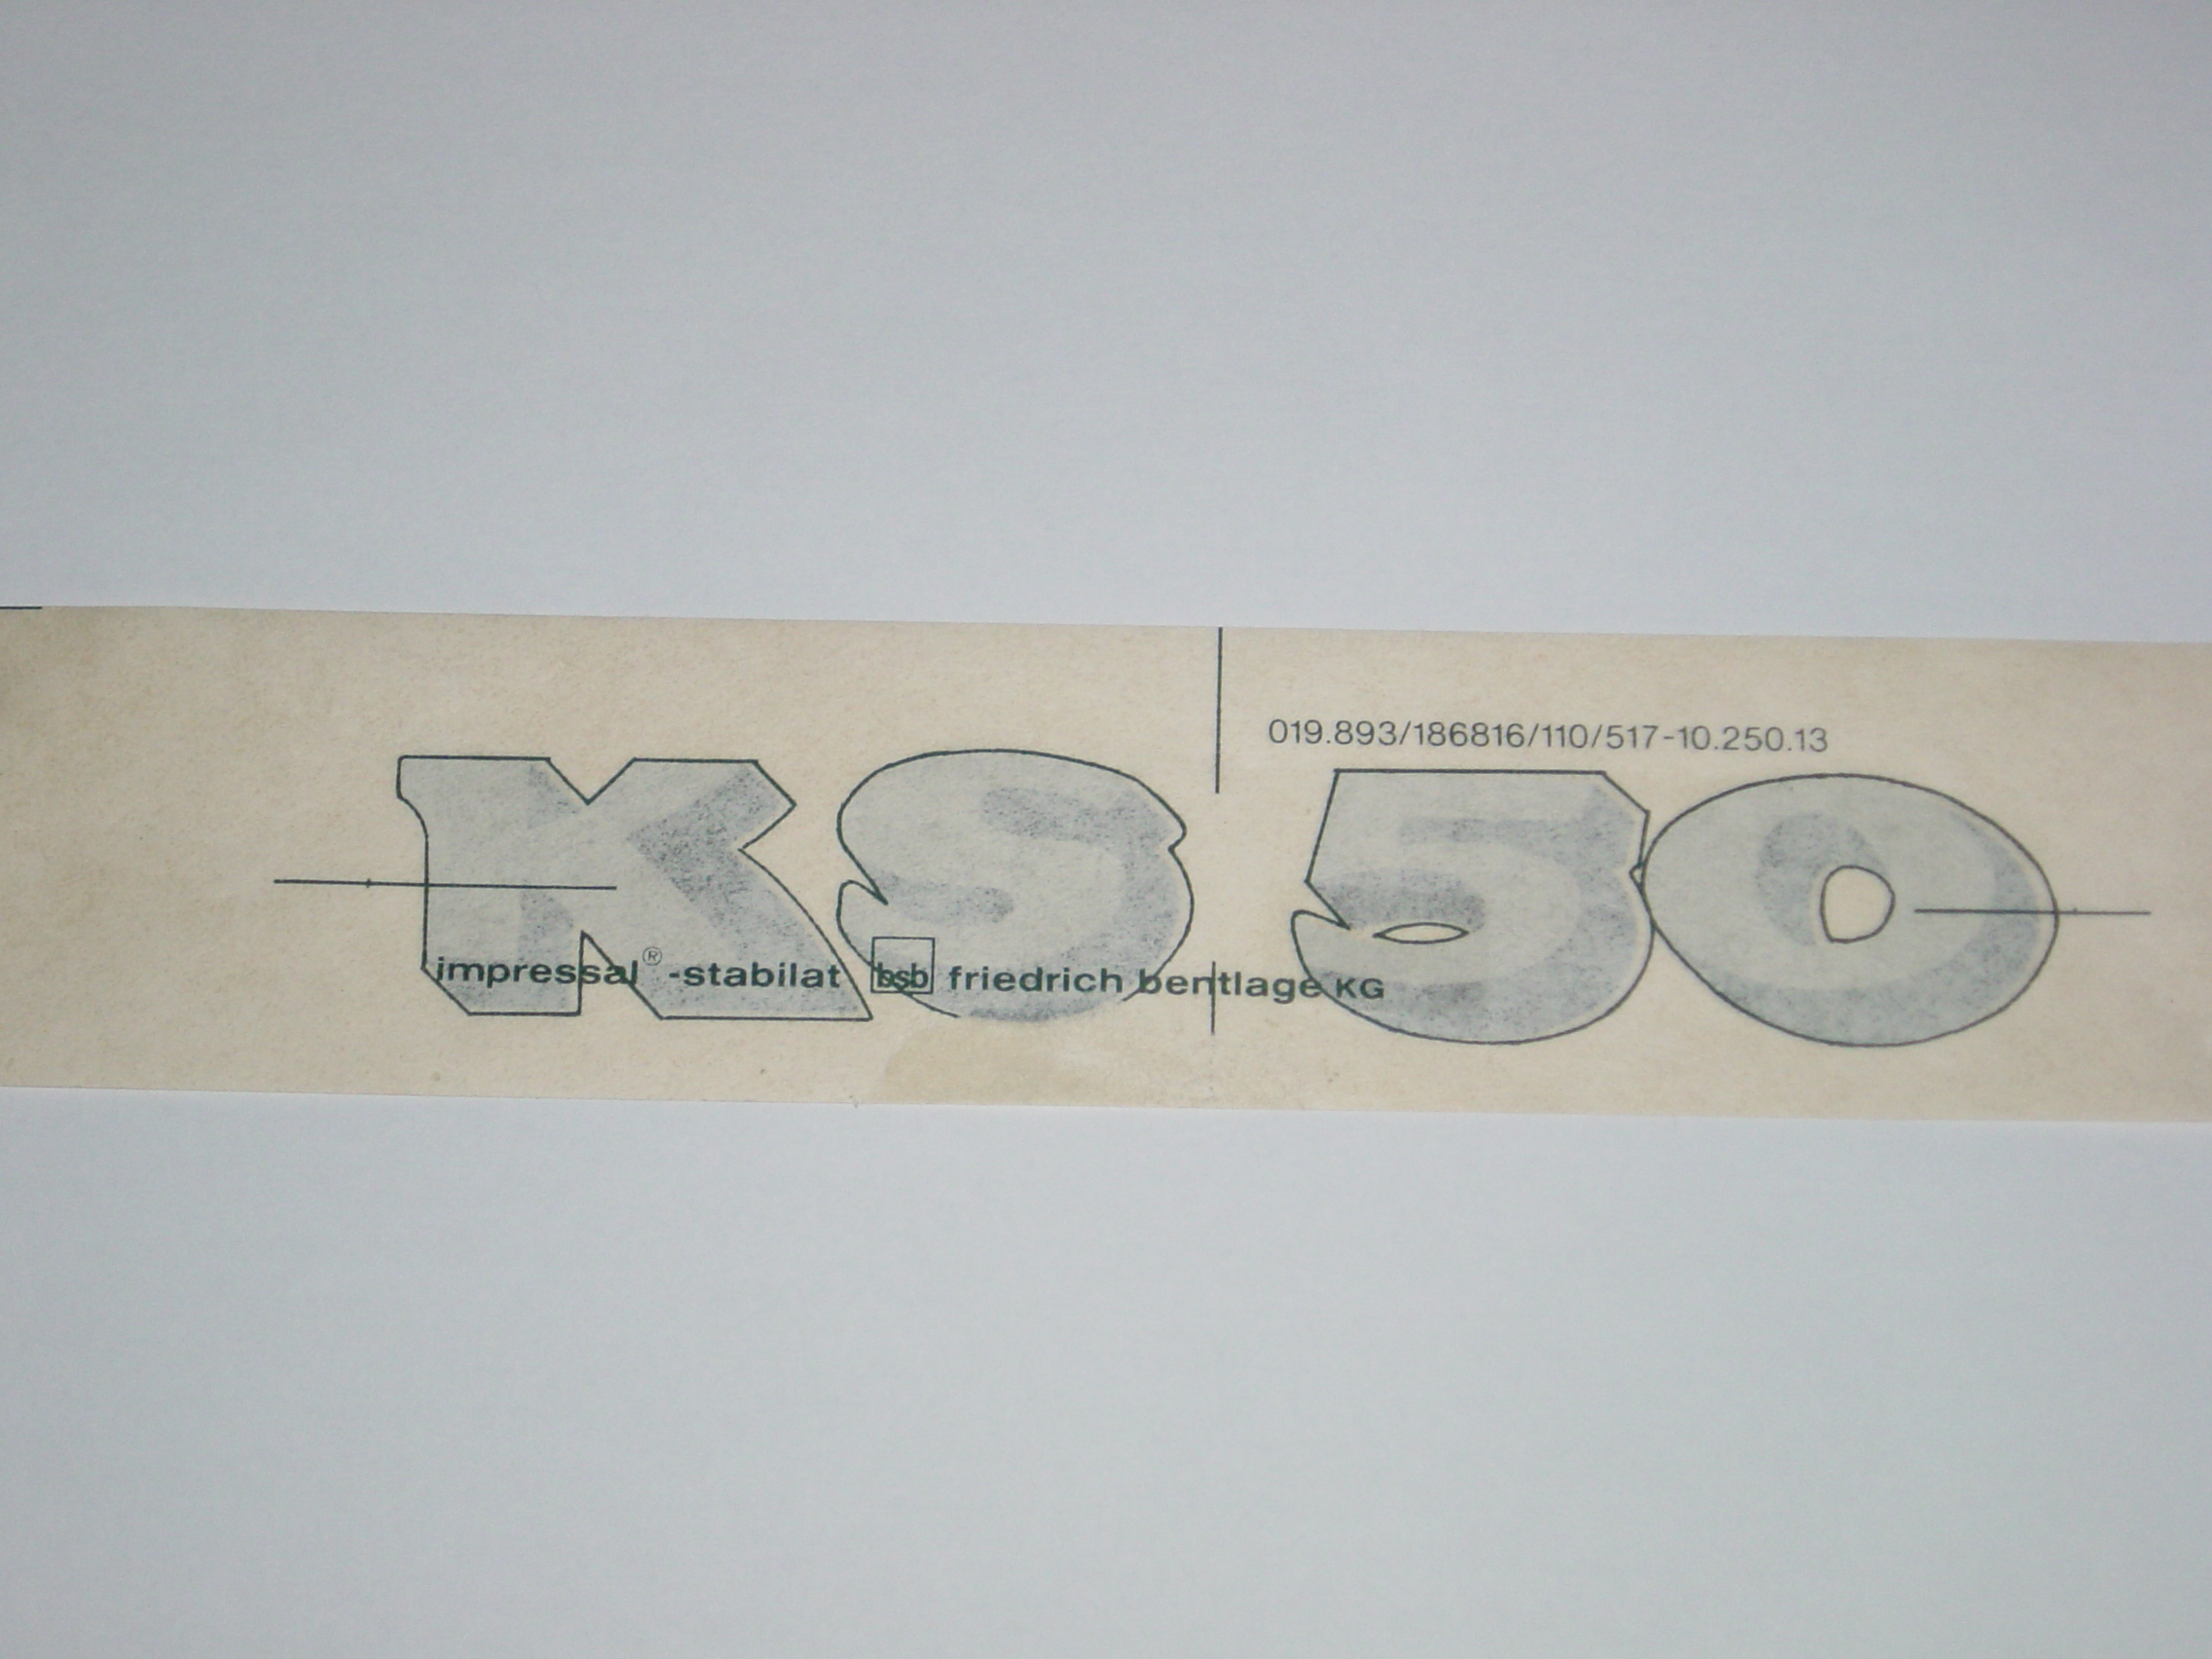 019.893/186816/110/517-10.250.13
KS 50
impressal®-stabilat bsb friedrich bentlage KG